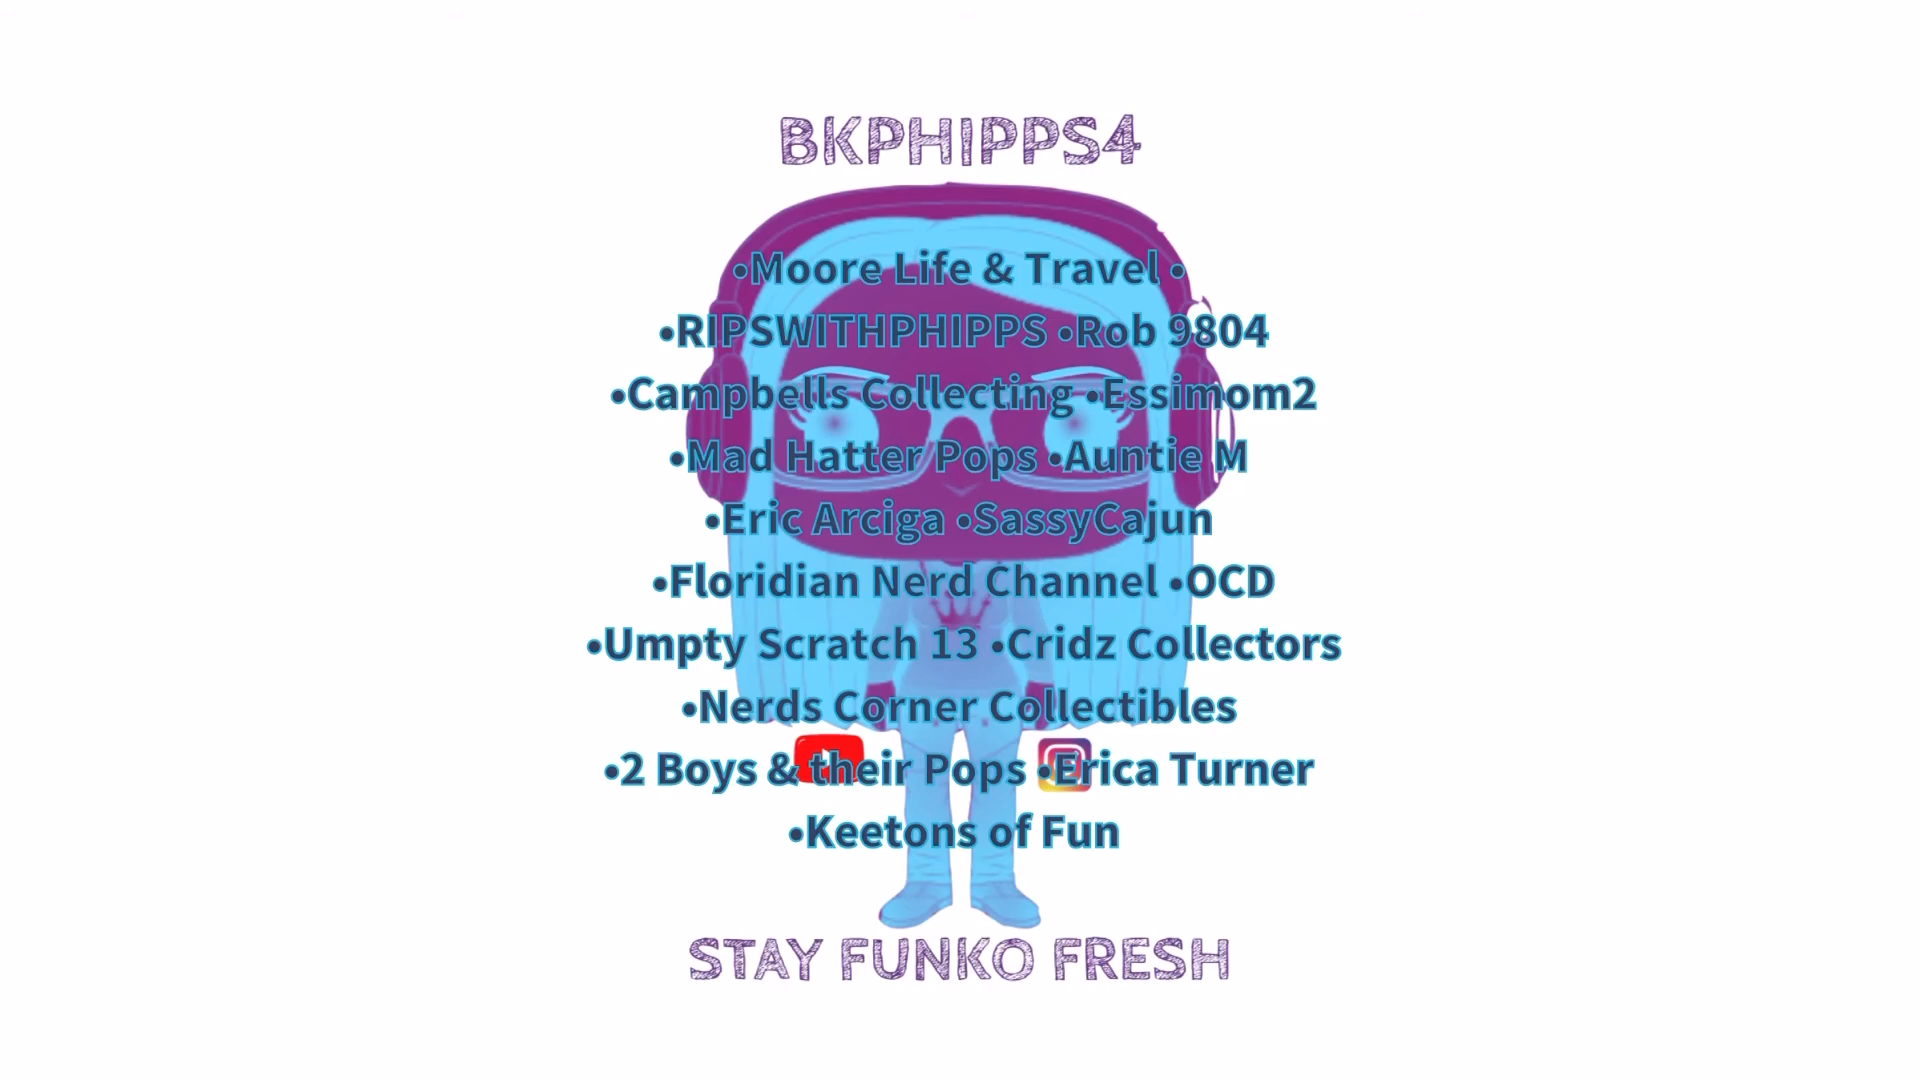 BKPHIPPS4
•Moore Life & Travel •
•RIPSWITHPHIPPS •Rob 9804
•Campbells Collecting •Essimom2
•Mad Hatter Pops •Auntie M
•Eric Arciga •SassyCajun
•Floridian Nerd Channel •OCD
•Umpty Scratch 13 •Cridz Collectors
•Nerds Corner Collectibles
•2 Boys & their Pops •Erica Turner
•Keetons of Fun
STAY FUNKO FRESH